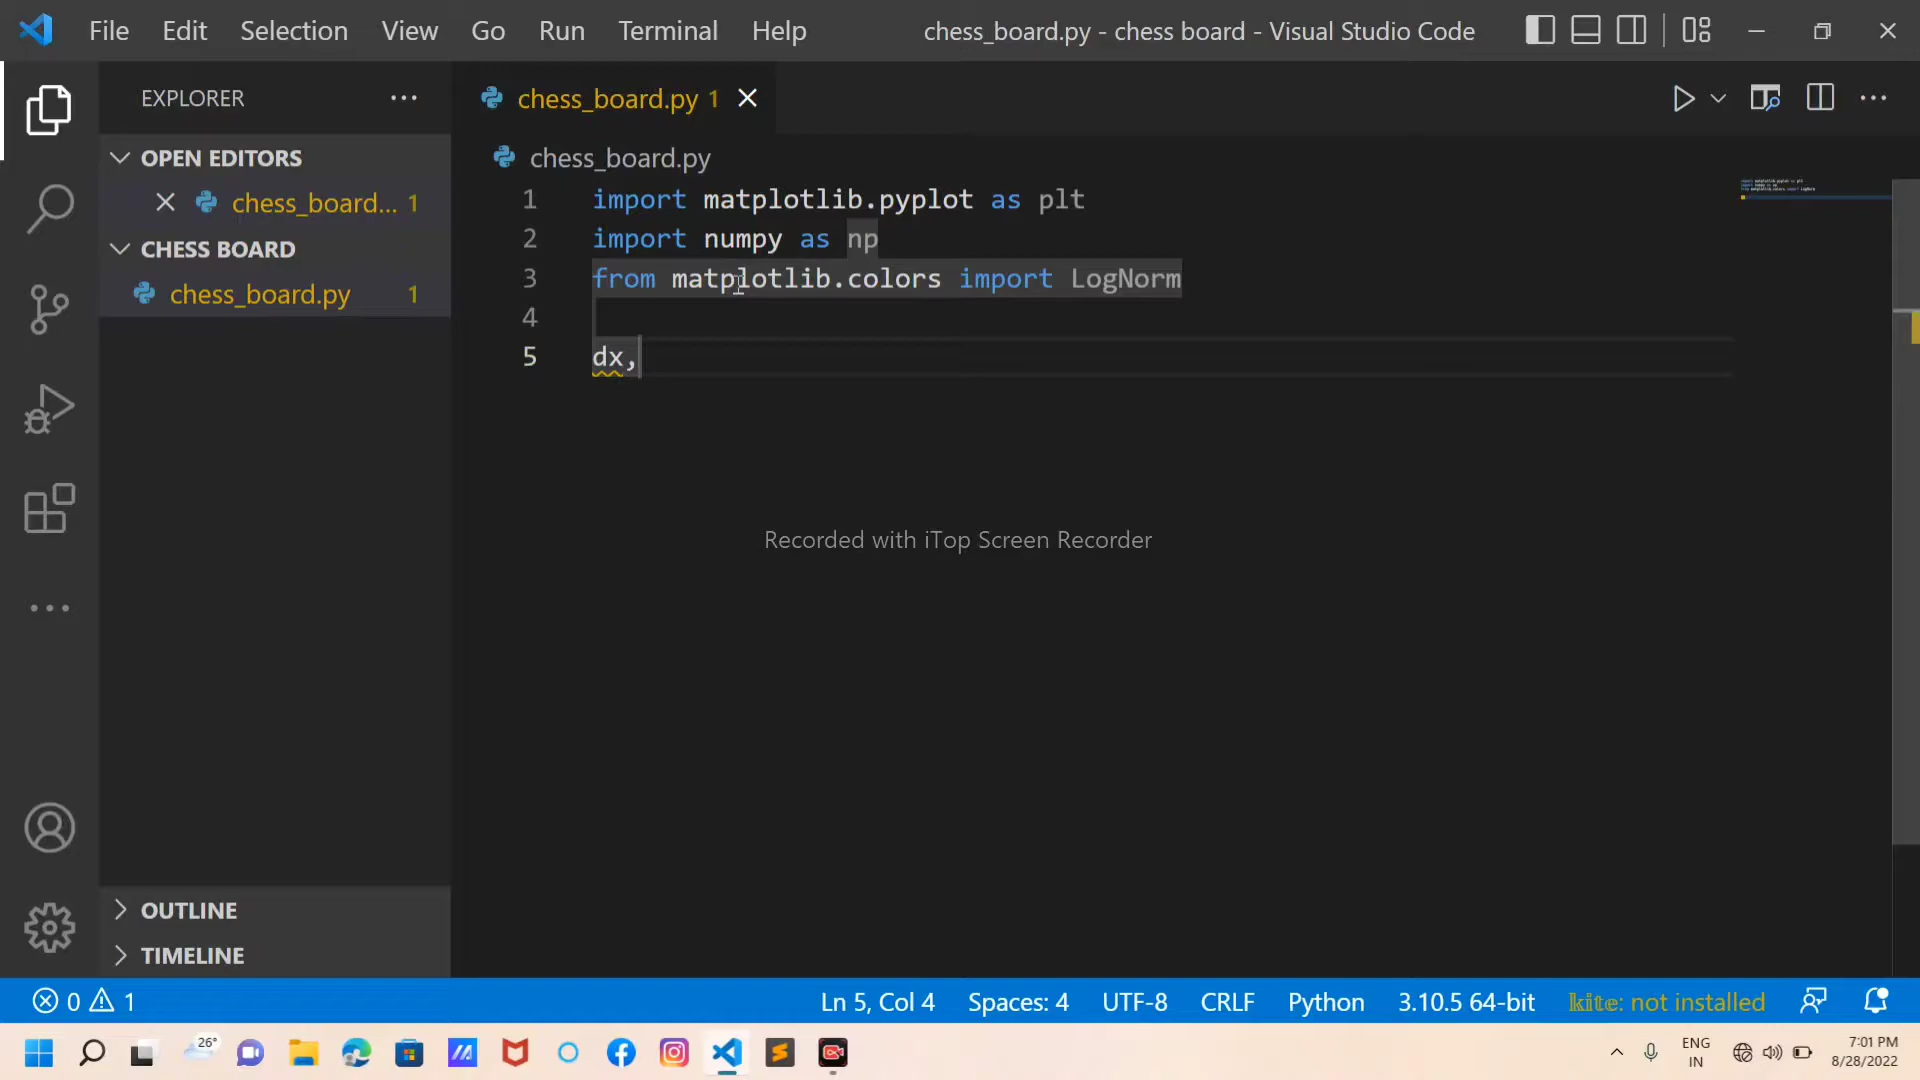 File Edit Selection View Go Run Terminal Help
chess_board.py - chess board - Visual Studio Code
EXPLORER
OPEN EDITORS
chess_board... 1
CHESS BOARD
chess_board.py 1
OUTLINE
TIMELINE
chess_board.py 1
chess_board.py
1 import matplotlib.pyplot as plt
2 import numpy as np
3 from matplotlib.colors import LogNorm
4
5 dx,
Recorded with iTop Screen Recorder
0 1
Ln 5, Col 4 Spaces: 4 UTF-8 CRLF Python 3.10.5 64-bit kite: not installed
26°
ENG
IN
7:01 PM
8/28/2022